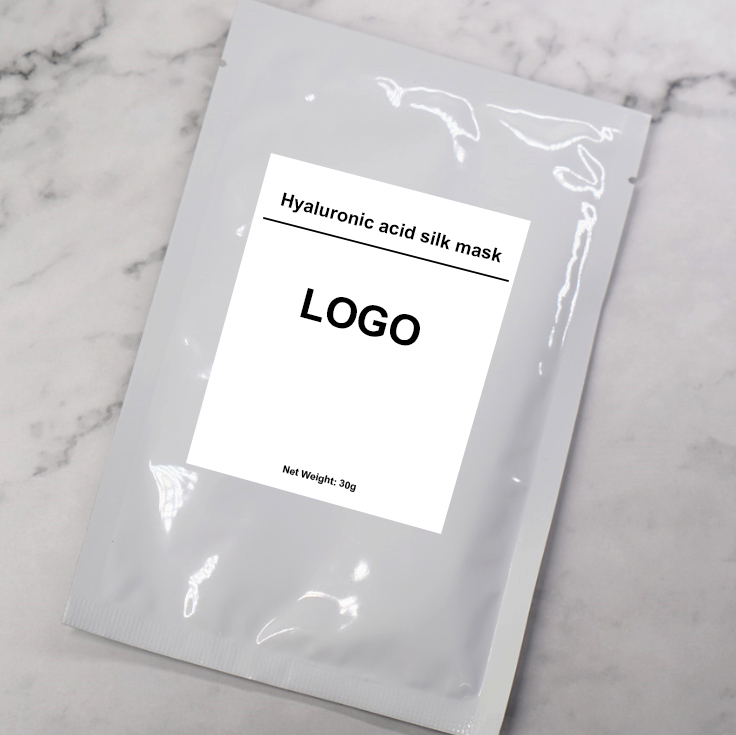 Hyaluronic acid silk mask
LOGO
Net Weight: 30g